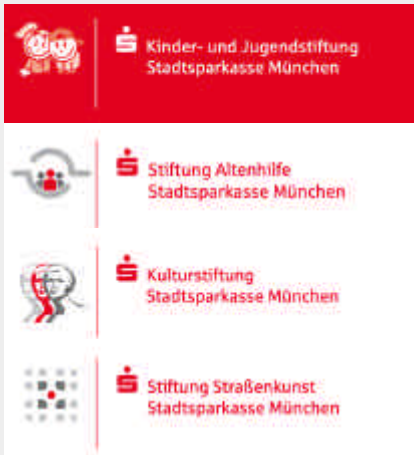 Kinder- und Jugendstiftung
Stadtsparkasse München
Stiftung Altenhilfe
Stadtsparkasse München
Kulturstiftung
Stadtsparkasse München
Stiftung Straßenkunst
Stadtsparkasse München